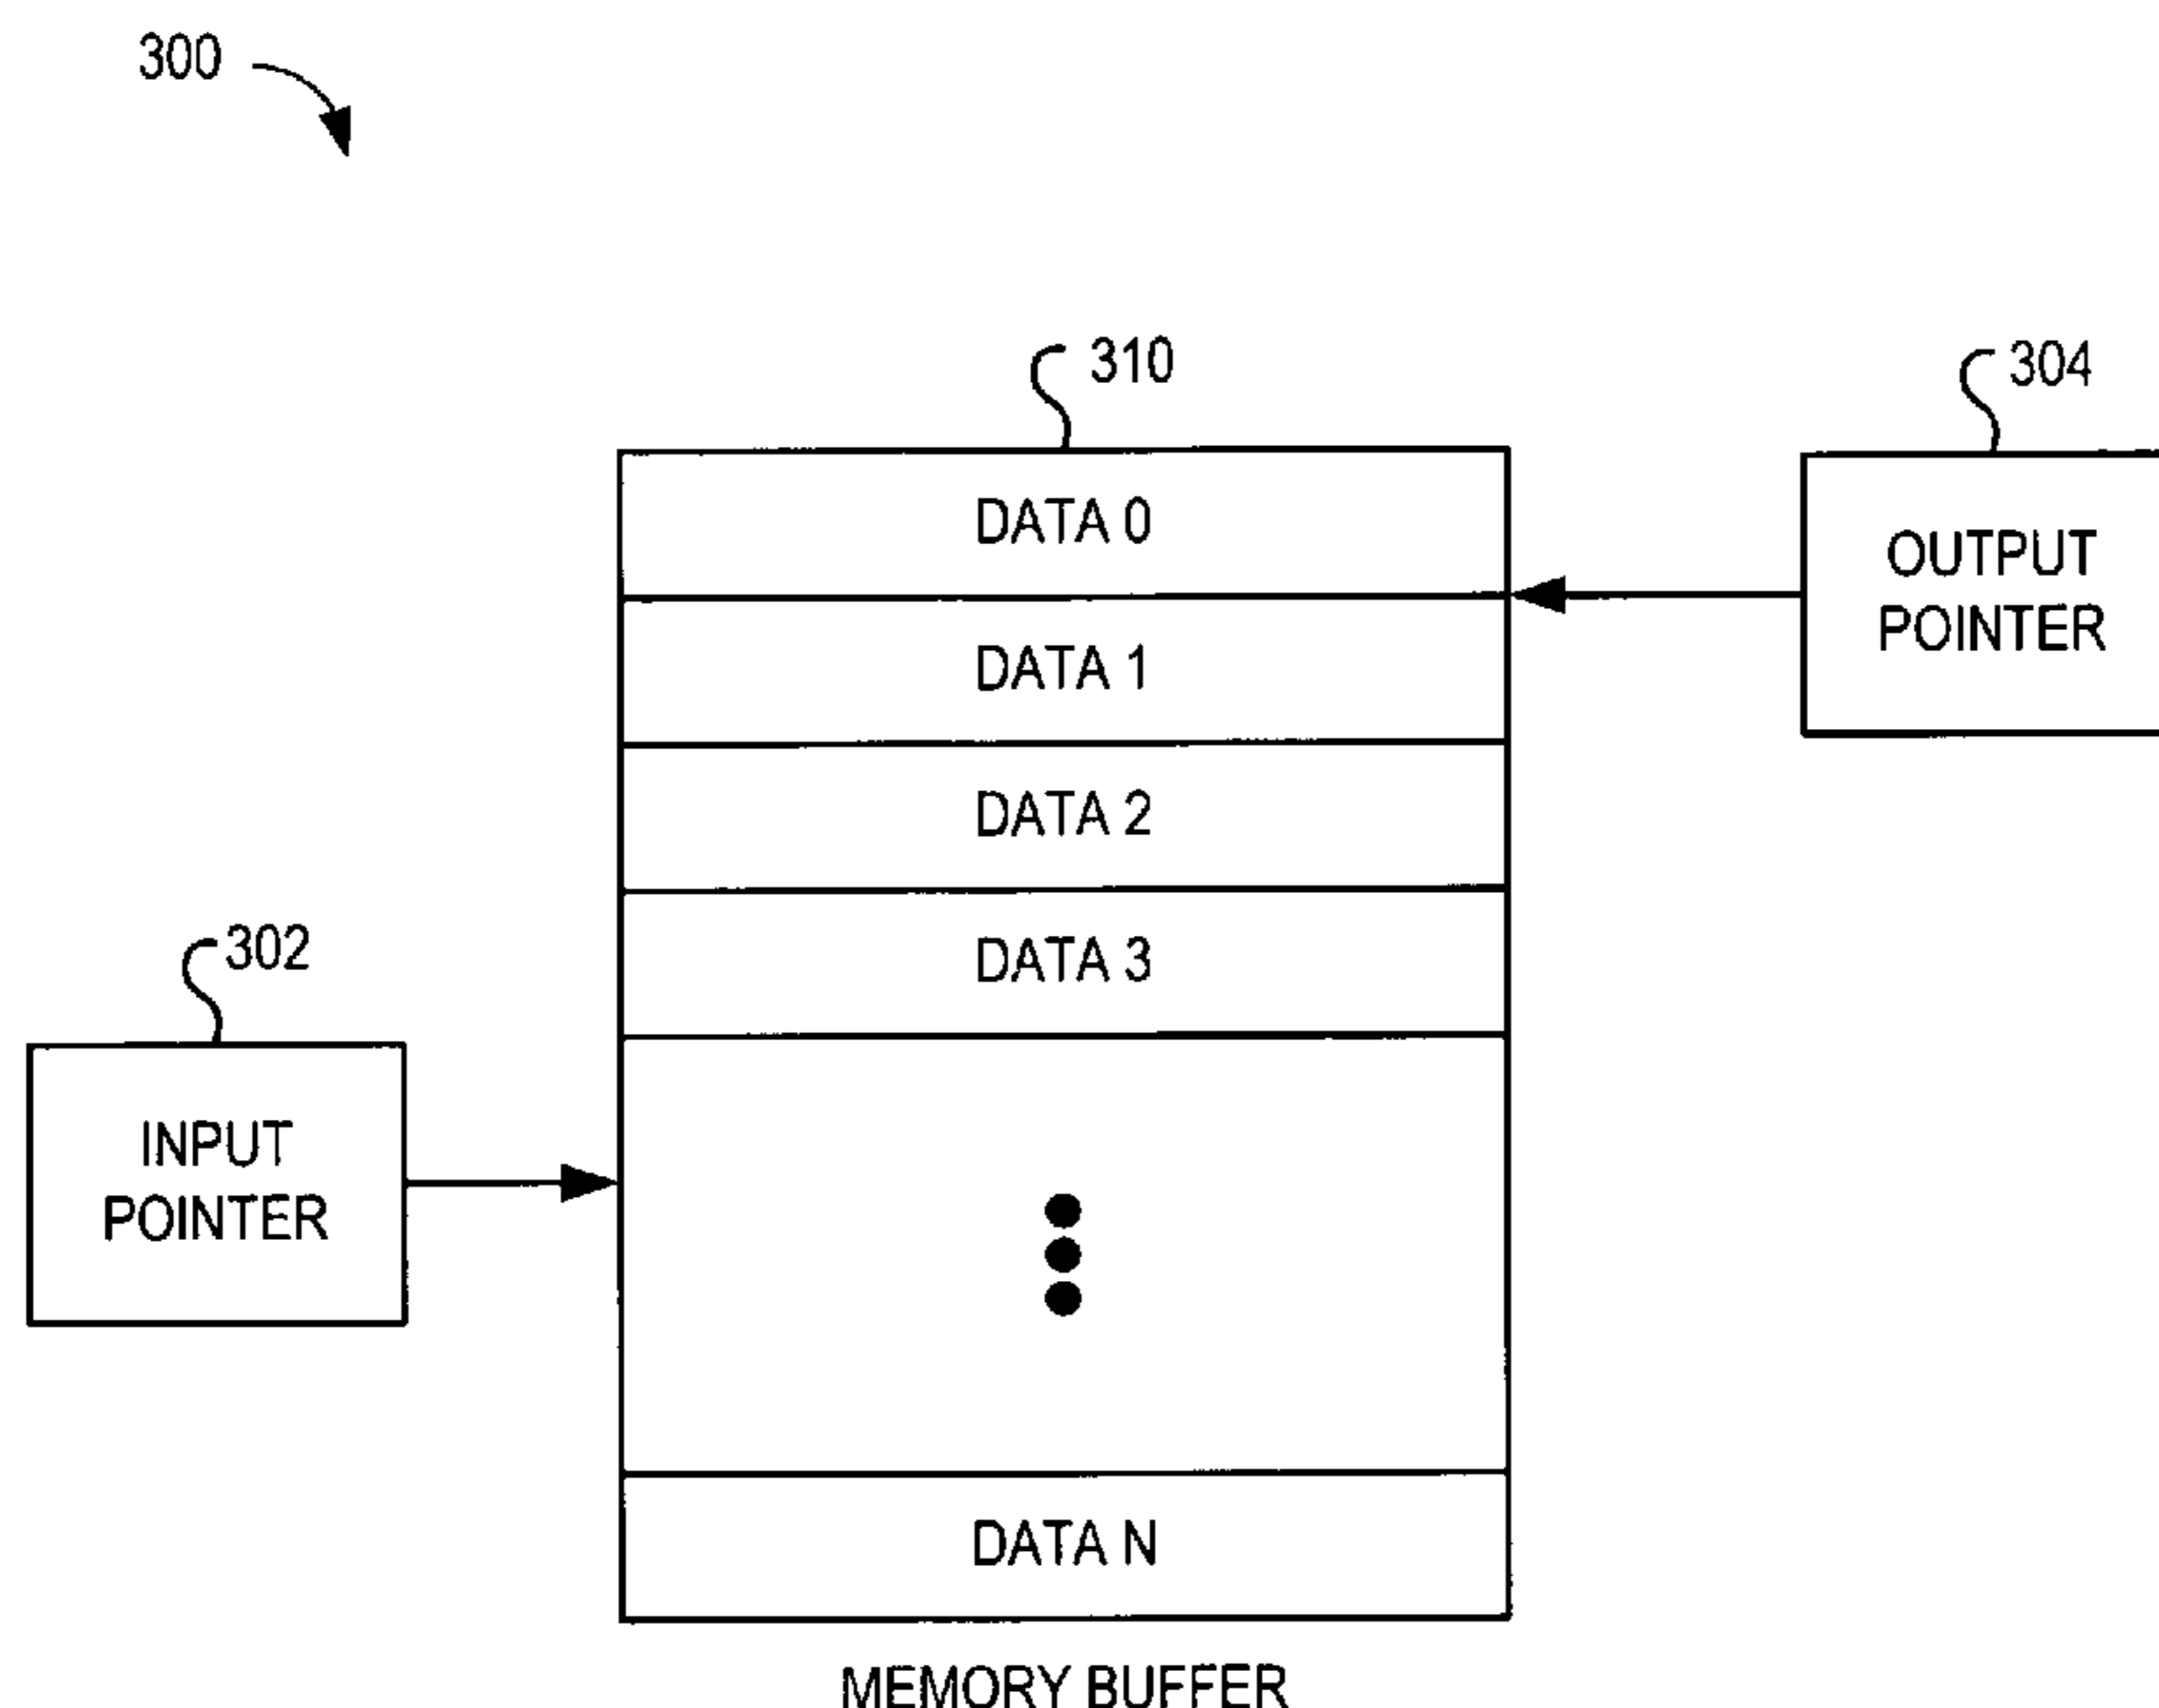 300
310
304
DATA 0
OUTPUT
POINTER
DATA 1
DATA 2
302
DATA 3
INPUT
POINTER
DATA N
MEMORY BUFFER